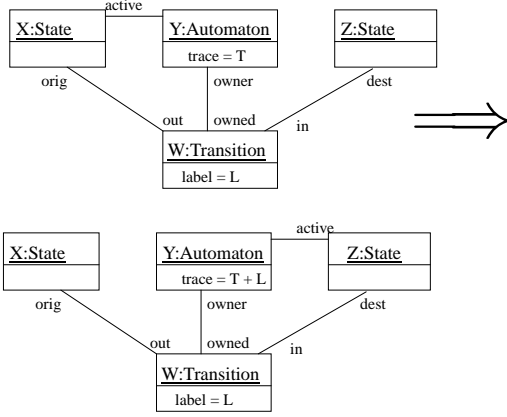 active
X:State Y:Automaton Z:State
trace = T
orig owner dest
out owned in
W:Transition
label = L
active
X:State Y:Automaton Z:State
trace = T + L
orig owner dest
out owned in
W:Transition
label = L